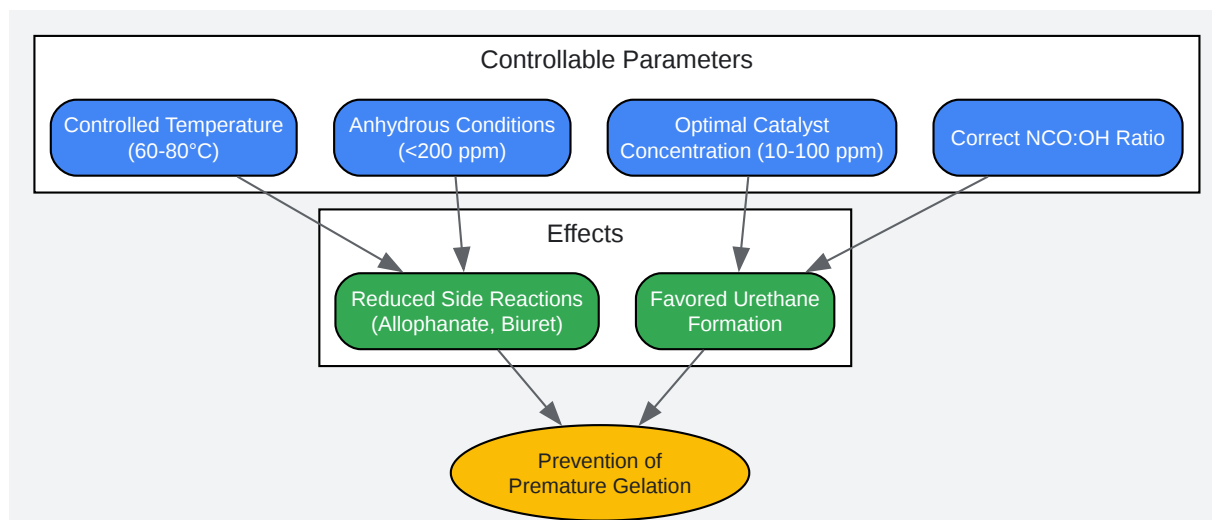 Controllable Parameters
Controlled Temperature
(60-80°C)
Anhydrous Conditions
(<200 ppm)
Optimal Catalyst
Concentration (10-100 ppm)
Correct NCO:OH Ratio
Effects
Reduced Side Reactions
(Allophanate, Biuret)
Favored Urethane
Formation
Prevention of
Premature Gelation